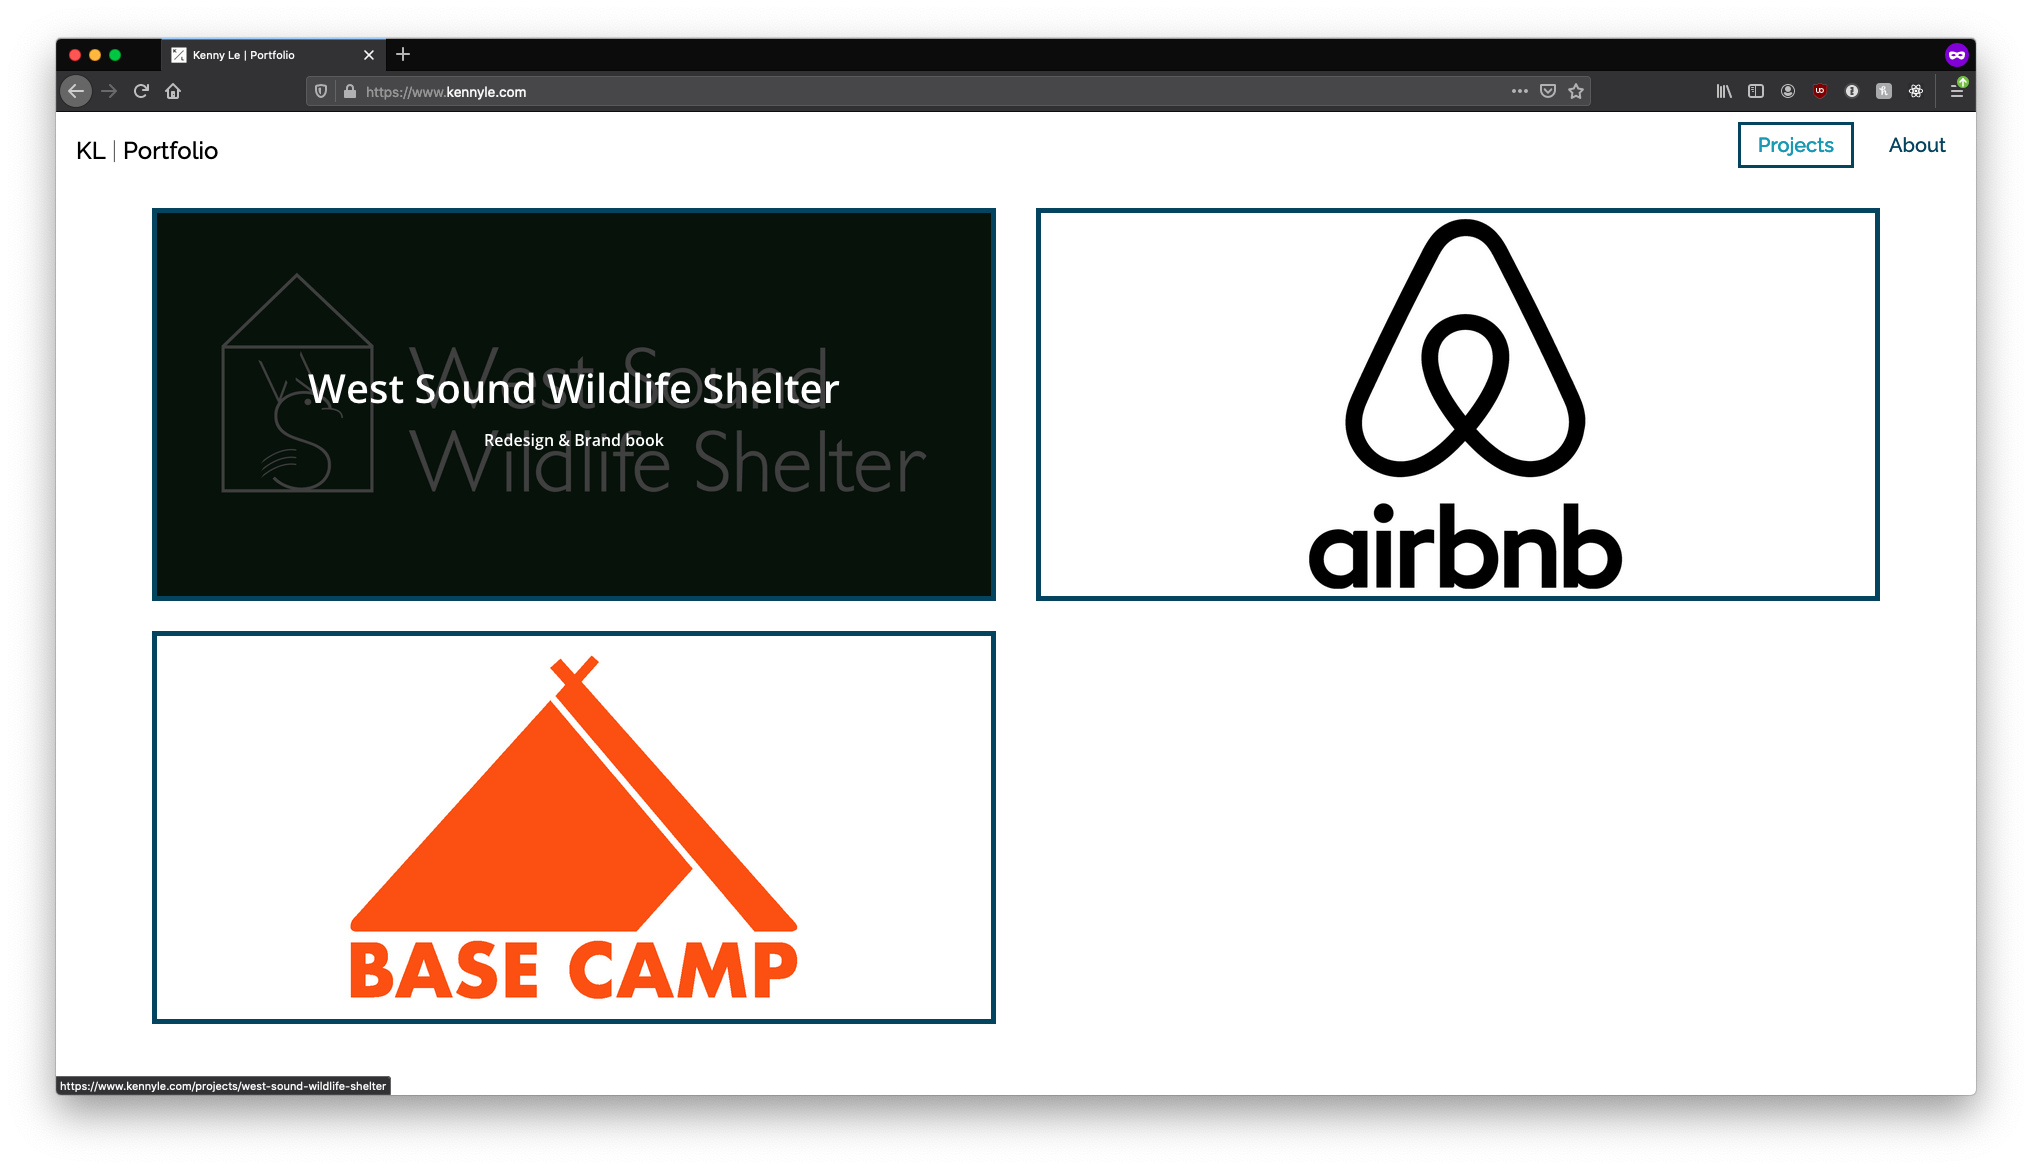 Kenny Le | Portfolio
https://www.kennyle.com
KL | Portfolio
Projects
About
West Sound
Wildlife Shelter
West Sound Wildlife Shelter
Redesign & Brand book
airbnb
BASE CAMP
https://www.kennyle.com/projects/west-sound-wildlife-shelter